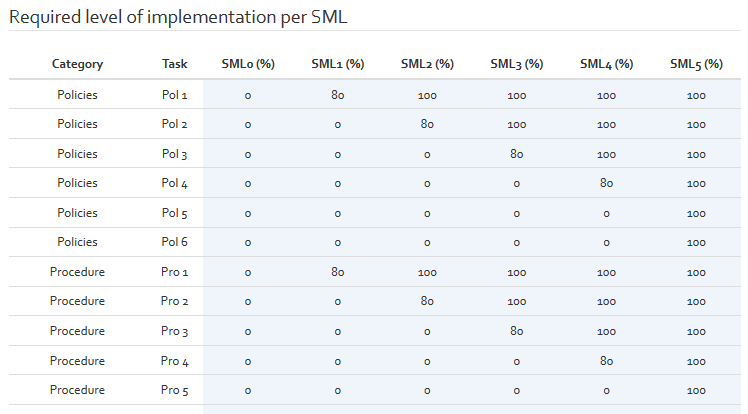 Required level of implementation per SML
Category Task SML0 (%) SML1 (%) SML2 (%) SML3 (%) SML4 (%) SML5 (%)
Policies Pol 1 0 80 100 100 100 100
Policies Pol 2 0 0 80 100 100 100
Policies Pol 3 0 0 0 80 100 100
Policies Pol 4 0 0 0 0 80 100
Policies Pol 5 0 0 0 0 0 100
Policies Pol 6 0 0 0 0 0 100
Procedure Pro 1 0 80 100 100 100 100
Procedure Pro 2 0 0 80 100 100 100
Procedure Pro 3 0 0 0 80 100 100
Procedure Pro 4 0 0 0 0 80 100
Procedure Pro 5 0 0 0 0 0 100